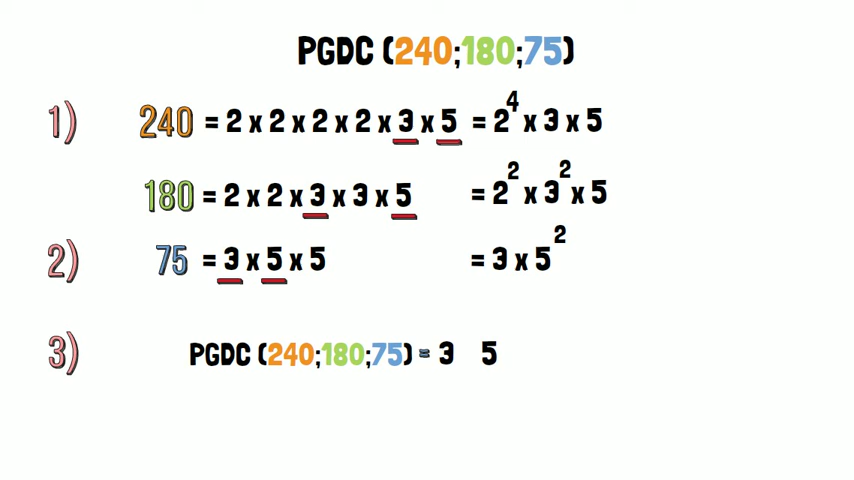 PGDC (240;180;75)
1) 240 = 2 x 2 x 2 x 2 x 3 x 5 = 2⁴ x 3 x 5
180 = 2 x 2 x 3 x 3 x 5 = 2² x 3² x 5
2) 75 = 3 x 5 x 5 = 3 x 5²
3) PGDC (240;180;75) = 3 5